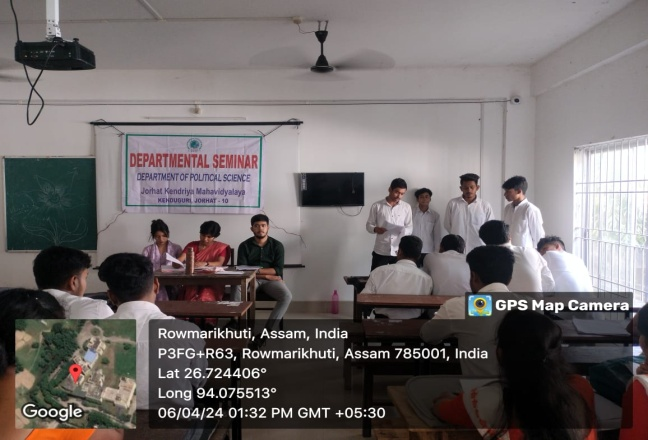 DEPARTMENTAL SEMINAR
DEPARTMENT OF POLITICAL SCIENCE
Jorhat Kendriya Mahavidyalaya
KENDUGURI, JORHAT - 10
GPS Map Camera
Rowmarikhuti, Assam, India
P3FG+R63, Rowmarikhuti, Assam 785001, India
Lat 26.724406°
Long 94.075513°
06/04/24 01:32 PM GMT +05:30
Google